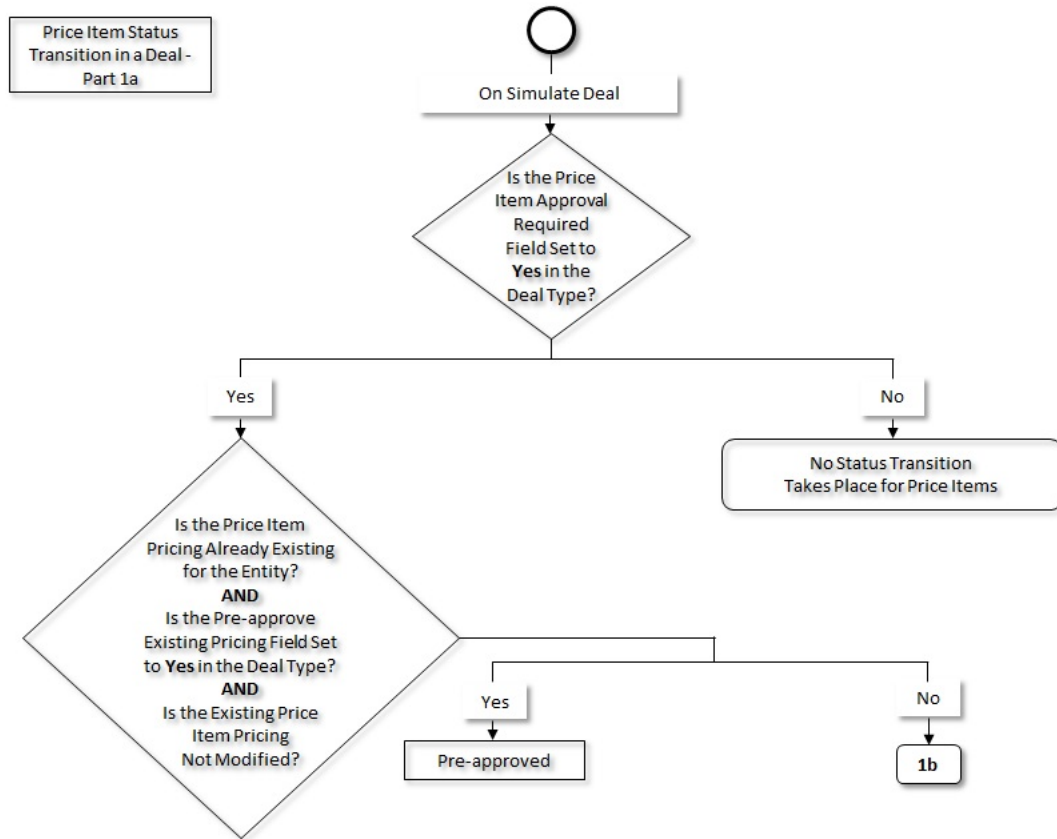 Price Item Status
Transition in a Deal -
Part 1a
On Simulate Deal
Is the Price
Item Approval
Required
Field Set to
Yes in the
Deal Type?
Yes
No
No Status Transition
Takes Place for Price Items
Is the Price Item
Pricing Already Existing
for the Entity?
AND
Is the Pre-approve
Existing Pricing Field Set
to Yes in the Deal Type?
AND
Is the Existing Price
Item Pricing
Not Modified?
Yes
No
Pre-approved
1b